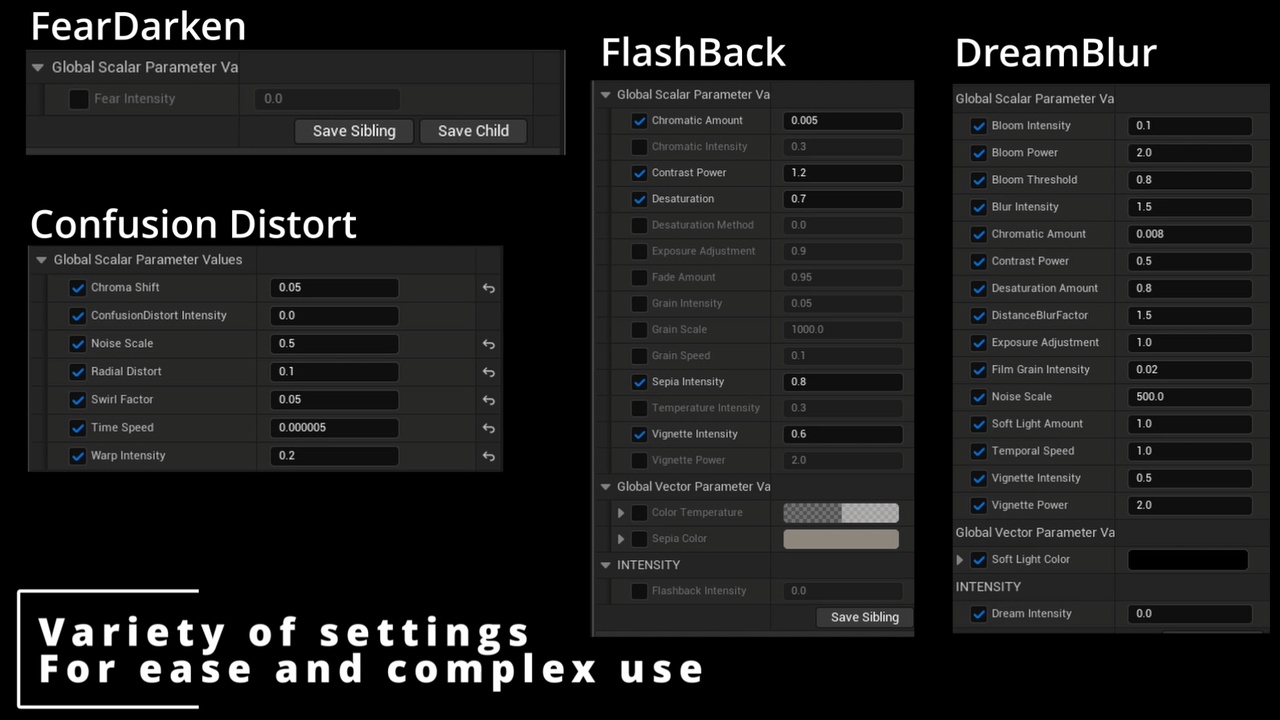 FearDarken
Global Scalar Parameter Va
Fear Intensity 0.0
Save Sibling Save Child
Confusion Distort
Global Scalar Parameter Values
Chroma Shift 0.05
ConfusionDistort Intensity 0.0
Noise Scale 0.5
Radial Distort 0.1
Swirl Factor 0.05
Time Speed 0.000005
Warp Intensity 0.2
FlashBack
Global Scalar Parameter Va
Chromatic Amount 0.005
Chromatic Intensity 0.3
Contrast Power 1.2
Desaturation 0.7
Desaturation Method 0.0
Exposure Adjustment 0.9
Fade Amount 0.95
Grain Intensity 0.05
Grain Scale 1000.0
Grain Speed 0.1
Sepia Intensity 0.8
Temperature Intensity 0.3
Vignette Intensity 0.6
Vignette Power 2.0
Global Vector Parameter Va
Color Temperature
Sepia Color
INTENSITY
Flashback Intensity 0.0
Save Sibling
DreamBlur
Global Scalar Parameter Va
Bloom Intensity 0.1
Bloom Power 2.0
Bloom Threshold 0.8
Blur Intensity 1.5
Chromatic Amount 0.008
Contrast Power 0.5
Desaturation Amount 0.8
DistanceBlurFactor 1.5
Exposure Adjustment 1.0
Film Grain Intensity 0.02
Noise Scale 500.0
Soft Light Amount 1.0
Temporal Speed 1.0
Vignette Intensity 0.5
Vignette Power 2.0
Global Vector Parameter Va
Soft Light Color
INTENSITY
Dream Intensity 0.0
Variety of settings
For ease and complex use